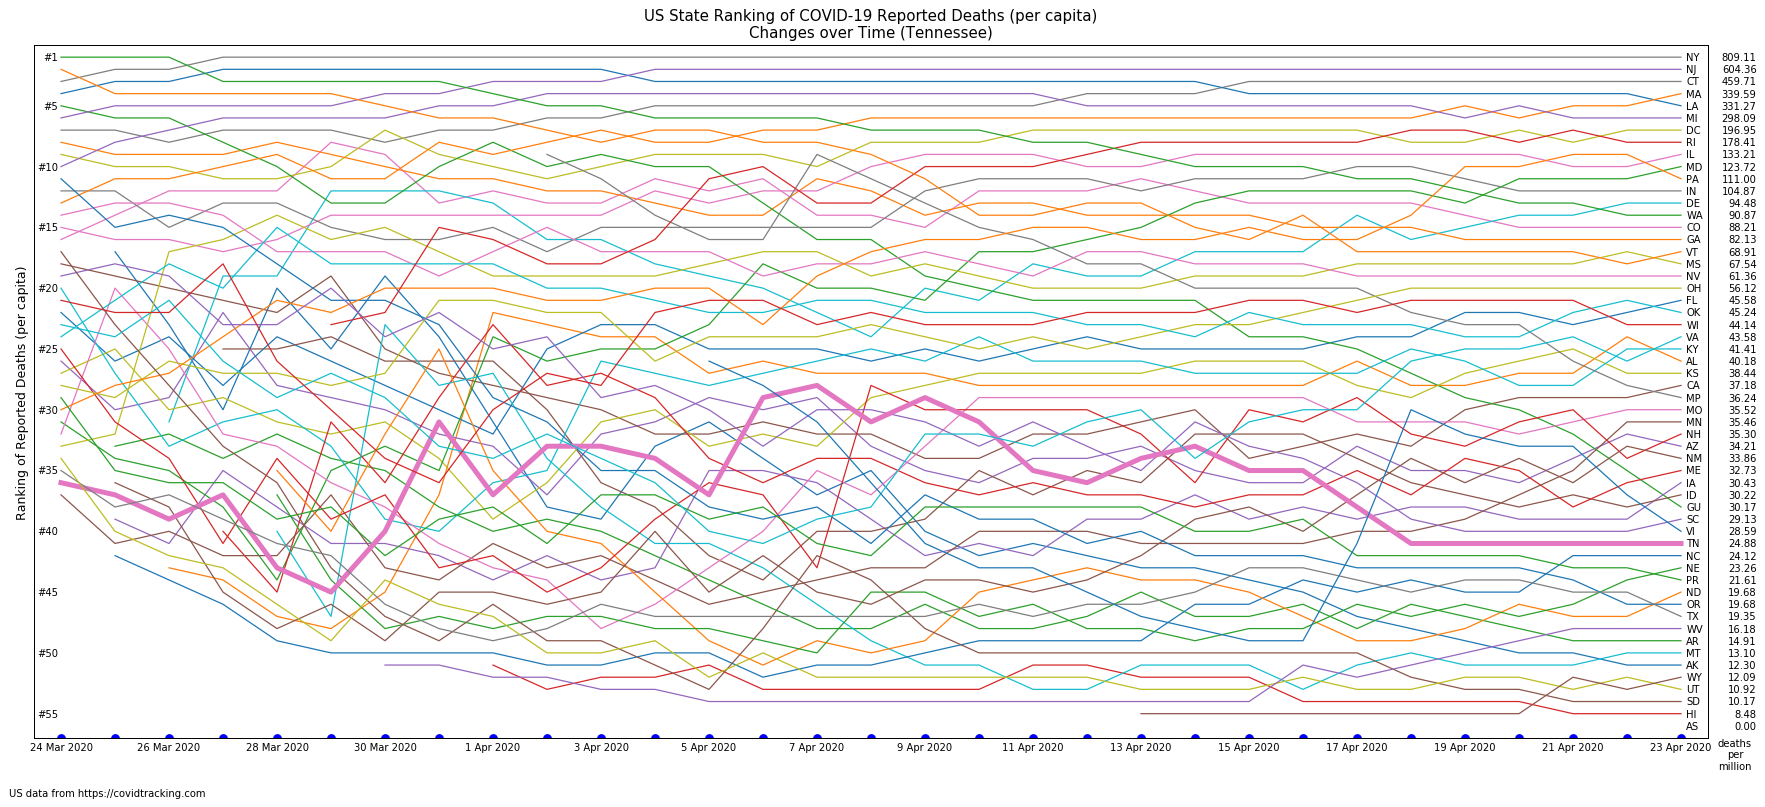 US State Ranking of COVID-19 Reported Deaths (per capita)
Changes over Time (Tennessee)
Ranking of Reported Deaths (per capita)
#1
#5
#10
#15
#20
#25
#30
#35
#40
#45
#50
#55
NY 809.11
NJ 604.36
CT 459.71
MA 339.59
LA 331.27
MI 298.09
DC 196.95
RI 178.41
IL 133.21
MD 123.72
PA 111.00
IN 104.87
DE 94.48
WA 90.87
CO 88.21
GA 82.13
VT 68.91
MS 67.54
NV 61.36
OH 56.12
FL 45.58
OK 45.24
WI 44.14
VA 43.58
KY 41.41
AL 40.18
KS 38.44
CA 37.18
MP 36.24
MO 35.52
MN 35.46
NH 35.30
AZ 34.21
NM 33.86
ME 32.73
IA 30.43
ID 30.22
GU 30.17
SC 29.13
VI 28.59
TN 24.88
NC 24.12
NE 23.26
PR 21.61
ND 19.68
OR 19.68
TX 19.35
WV 16.18
AR 14.91
MT 13.10
AK 12.30
WY 12.09
UT 10.92
SD 10.17
HI 8.48
AS 0.00
24 Mar 2020 26 Mar 2020 28 Mar 2020 30 Mar 2020 1 Apr 2020 3 Apr 2020 5 Apr 2020 7 Apr 2020 9 Apr 2020 11 Apr 2020 13 Apr 2020 15 Apr 2020 17 Apr 2020 19 Apr 2020 21 Apr 2020 23 Apr 2020
deaths
per
million
US data from https://covidtracking.com